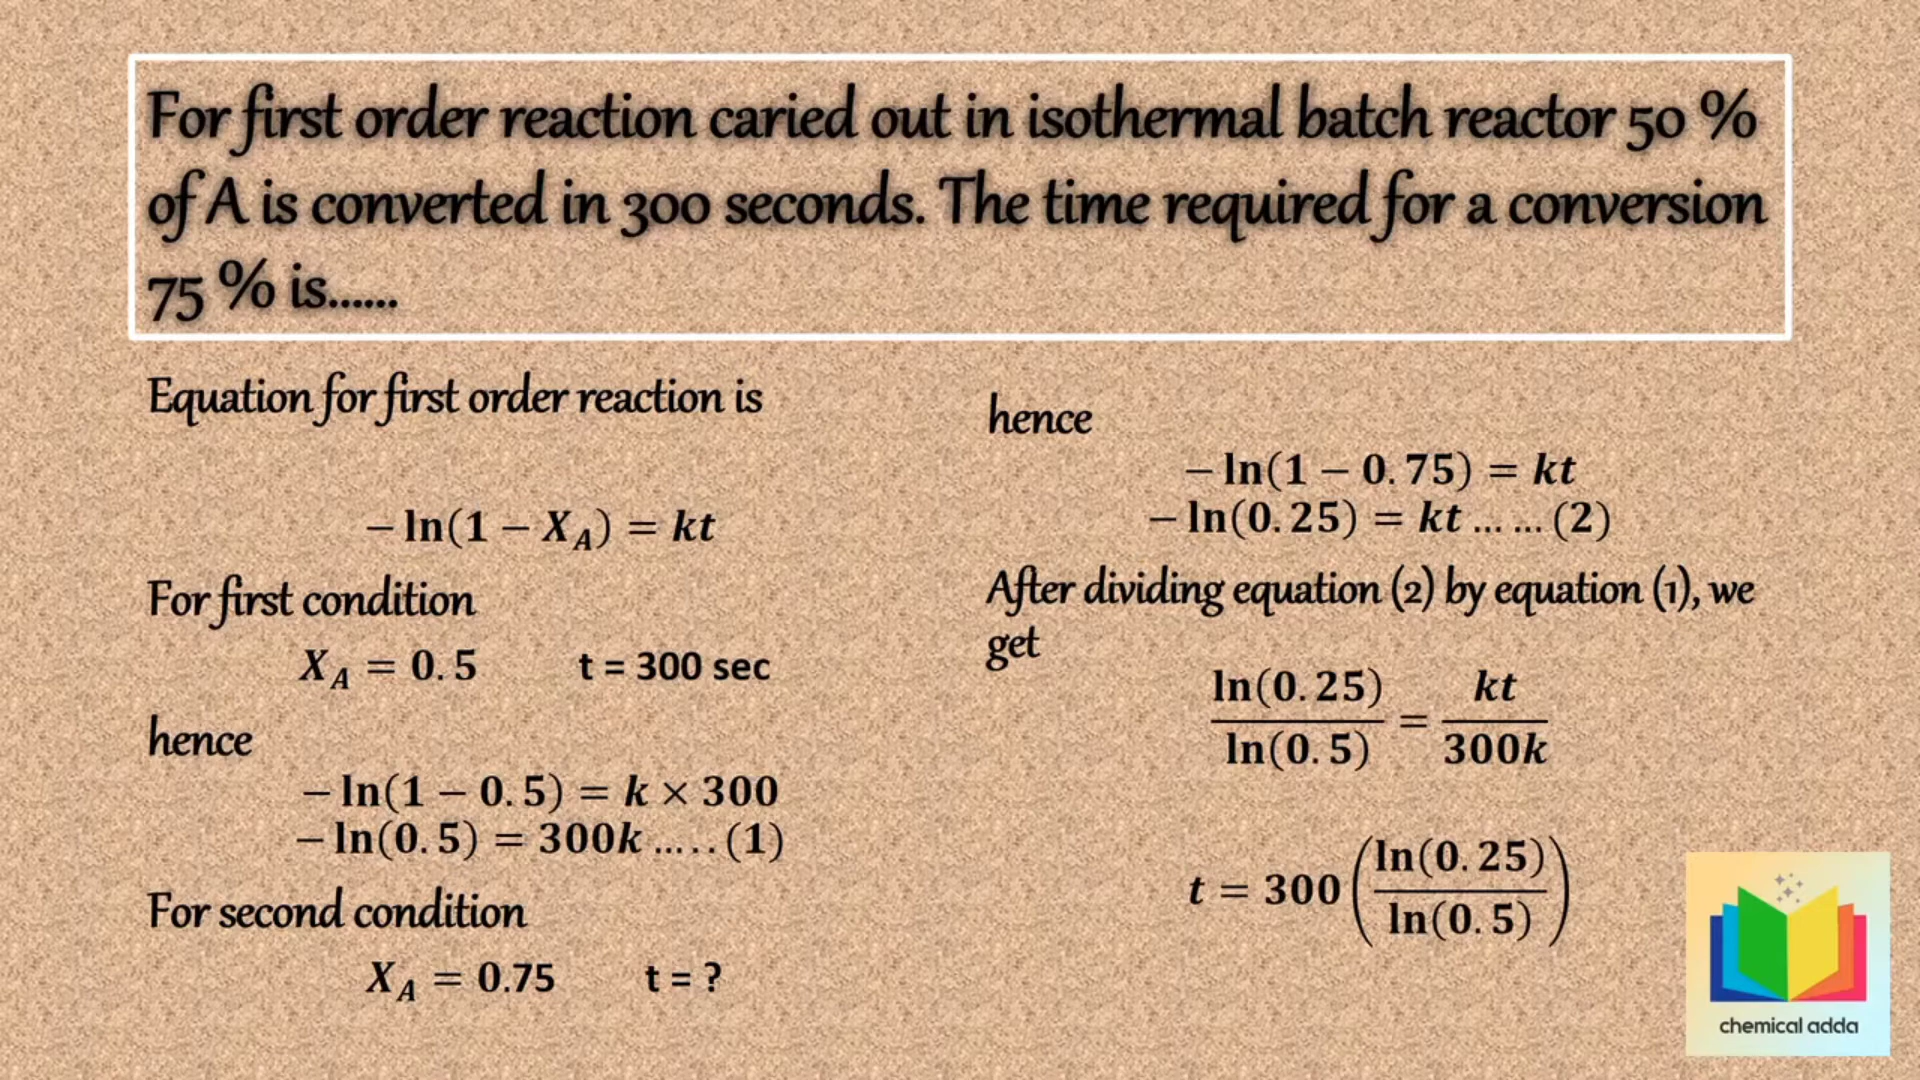 For first order reaction caried out in isothermal batch reactor 50 %
of A is converted in 300 seconds. The time required for a conversion
75 % is......
Equation for first order reaction is
− ln(1 − X_A) = kt
For first condition
X_A = 0.5 t = 300 sec
hence
− ln(1 − 0.5) = k × 300
− ln(0.5) = 300k ..... (1)
For second condition
X_A = 0.75 t = ?
hence
− ln(1 − 0.75) = kt
− ln(0.25) = kt ... ... (2)
After dividing equation (2) by equation (1), we
get
ln(0.25) / ln(0.5) = kt / 300k
t = 300 (ln(0.25) / ln(0.5))
chemical adda